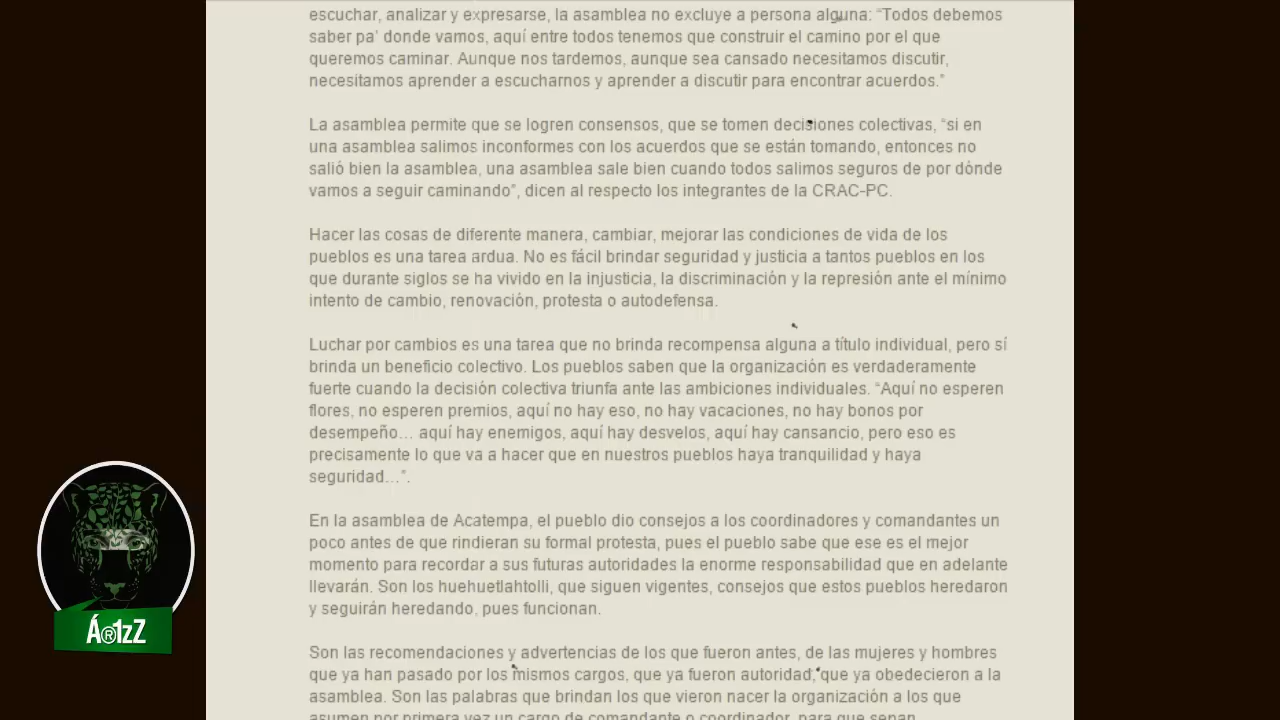 escuchar, analizar y expresarse, la asamblea no excluye a persona alguna: “Todos debemos
saber pa’ donde vamos, aquí entre todos tenemos que construir el camino por el que
queremos caminar. Aunque nos tardemos, aunque sea cansado necesitamos discutir,
necesitamos aprender a escucharnos y aprender a discutir para encontrar acuerdos.”
La asamblea permite que se logren consensos, que se tomen decisiones colectivas, “si en
una asamblea salimos inconformes con los acuerdos que se están tomando, entonces no
salió bien la asamblea, una asamblea sale bien cuando todos salimos seguros de por dónde
vamos a seguir caminando”, dicen al respecto los integrantes de la CRAC-PC.
Hacer las cosas de diferente manera, cambiar, mejorar las condiciones de vida de los
pueblos es una tarea ardua. No es fácil brindar seguridad y justicia a tantos pueblos en los
que durante siglos se ha vivido en la injusticia, la discriminación y la represión ante el mínimo
intento de cambio, renovación, protesta o autodefensa.
Luchar por cambios es una tarea que no brinda recompensa alguna a título individual, pero sí
brinda un beneficio colectivo. Los pueblos saben que la organización es verdaderamente
fuerte cuando la decisión colectiva triunfa ante las ambiciones individuales. “Aquí no esperen
flores, no esperen premios, aquí no hay eso, no hay vacaciones, no hay bonos por
desempeño… aquí hay enemigos, aquí hay desvelos, aquí hay cansancio, pero eso es
precisamente lo que va a hacer que en nuestros pueblos haya tranquilidad y haya
seguridad…”.
En la asamblea de Acatempa, el pueblo dio consejos a los coordinadores y comandantes un
poco antes de que rindieran su formal protesta, pues el pueblo sabe que ese es el mejor
momento para recordar a sus futuras autoridades la enorme responsabilidad que en adelante
llevarán. Son los huehuetlahtolli, que siguen vigentes, consejos que estos pueblos heredaron
y seguirán heredando, pues funcionan.
Son las recomendaciones y advertencias de los que fueron antes, de las mujeres y hombres
que ya han pasado por los mismos cargos, que ya fueron autoridad, que ya obedecieron a la
asamblea. Son las palabras que brindan los que vieron nacer la organización a los que
asumen por primera vez un cargo de comandante o coordinador, para que sepan
Á®1zZ